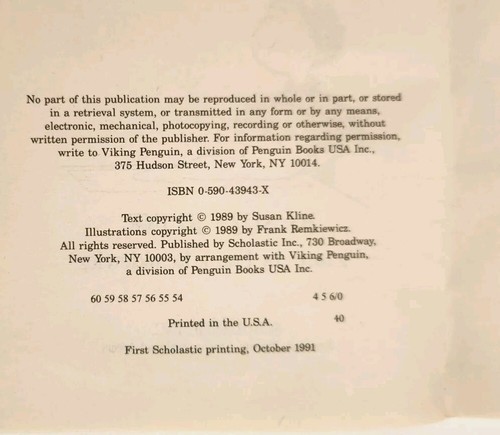 No part of this publication may be reproduced in whole or in part, or stored
in a retrieval system, or transmitted in any form or by any means,
electronic, mechanical, photocopying, recording or otherwise, without
written permission of the publisher. For information regarding permission,
write to Viking Penguin, a division of Penguin Books USA Inc.,
375 Hudson Street, New York, NY 10014.
ISBN 0-590-43943-X
Text copyright © 1989 by Susan Kline.
Illustrations copyright © 1989 by Frank Remkiewicz.
All rights reserved. Published by Scholastic Inc., 730 Broadway,
New York, NY 10003, by arrangement with Viking Penguin,
a division of Penguin Books USA Inc.
60 59 58 57 56 55 54 4 5 6/0
Printed in the U.S.A. 40
First Scholastic printing, October 1991